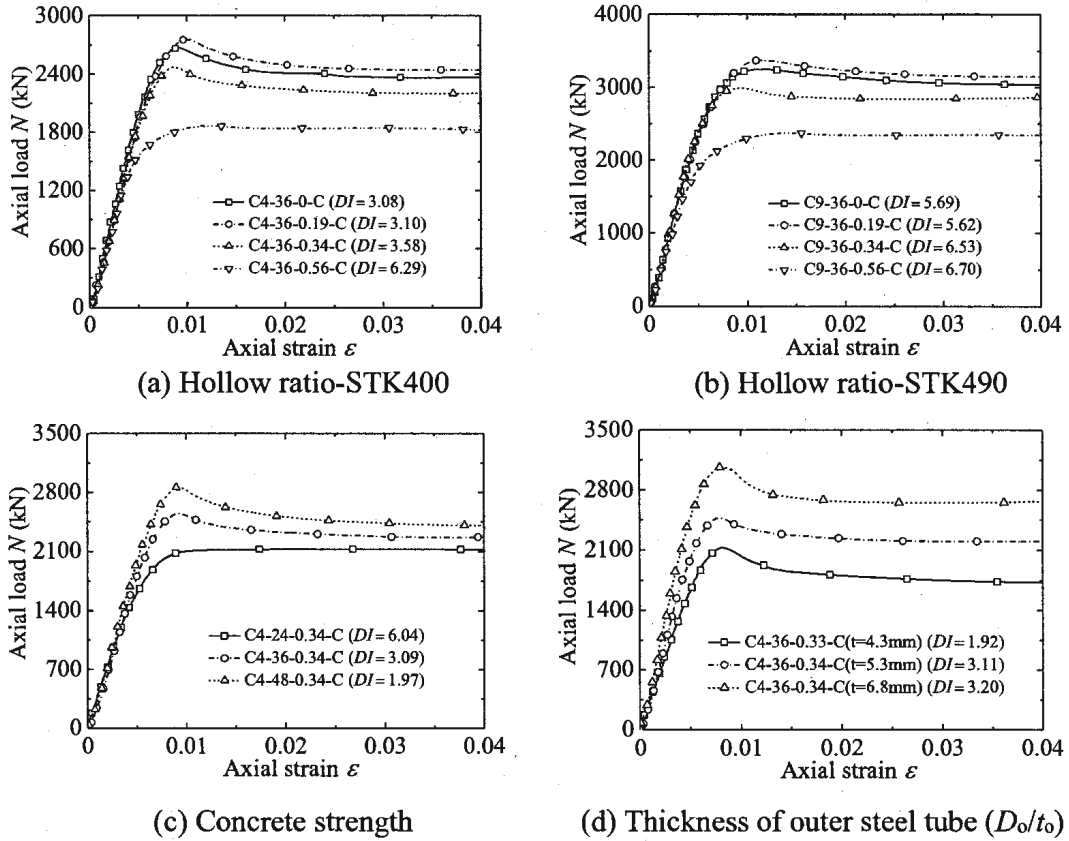 3000
2400
1800
1200
600
0
Axial load N (kN)
C4-36-0-C (DI=3.08)
C4-36-0.19-C (DI=3.10)
C4-36-0.34-C (DI=3.58)
C4-36-0.56-C (DI=6.29)
0 0.01 0.02 0.03 0.04
Axial strain ε
(a) Hollow ratio-STK400
4000
3000
2000
1000
0
Axial load N (kN)
C9-36-0-C (DI=5.69)
C9-36-0.19-C (DI=5.62)
C9-36-0.34-C (DI=6.53)
C9-36-0.56-C (DI=6.70)
0 0.01 0.02 0.03 0.04
Axial strain ε
(b) Hollow ratio-STK490
3500
2800
2100
1400
700
0
Axial load N (kN)
C4-24-0.34-C (DI=6.04)
C4-36-0.34-C (DI=3.09)
C4-48-0.34-C (DI=1.97)
0 0.01 0.02 0.03 0.04
Axial strain ε
(c) Concrete strength
3500
2800
2100
1400
700
0
Axial load N (kN)
C4-36-0.33-C(t=4.3mm) (DI=1.92)
C4-36-0.34-C(t=5.3mm) (DI=3.11)
C4-36-0.34-C(t=6.8mm) (DI=3.20)
0 0.01 0.02 0.03 0.04
Axial strain ε
(d) Thickness of outer steel tube (Do/to)